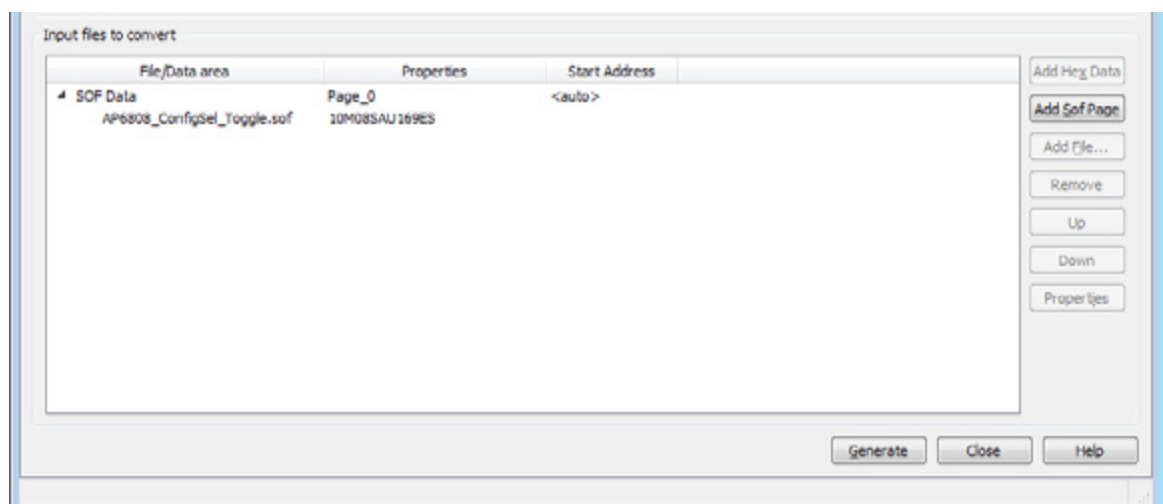 Input files to convert
File/Data area Properties Start Address
SOF Data Page_0 <auto>
AP6808_ConfigSel_Toggle.sof 10M08SAU169ES
Add Hex Data
Add Sof Page
Add File...
Remove
Up
Down
Properties
Generate Close Help